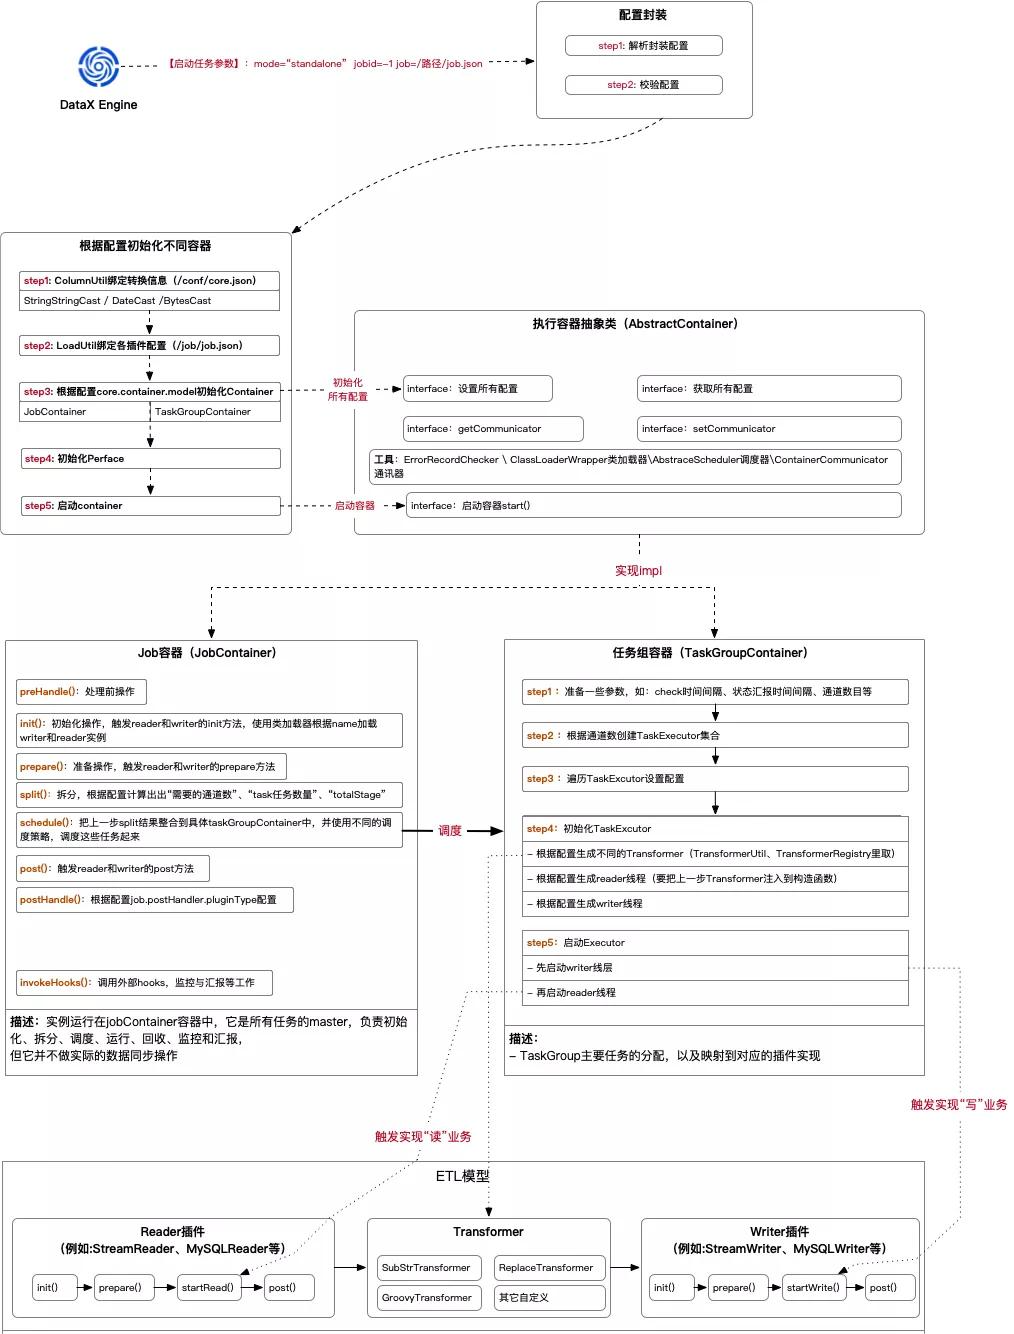 配置封装
step1: 解析封装配置
【启动任务参数】：mode=“standalone” jobid=-1 job=/路径/job.json
step2: 校验配置
DataX Engine
根据配置初始化不同容器
step1: ColumnUtil绑定转换信息（/conf/core.json）
StringStringCast / DateCast /BytesCast
step2: LoadUtil绑定各插件配置（/job/job.json）
step3: 根据配置core.container.model初始化Container
JobContainer
TaskGroupContainer
step4: 初始化Perface
step5: 启动container
初始化
所有配置
启动容器
执行容器抽象类（AbstractContainer）
interface：设置所有配置
interface：获取所有配置
interface：getCommunicator
interface：setCommunicator
工具：ErrorRecordChecker \ ClassLoaderWrapper类加载器\AbstraceScheduler调度器\ContainerCommunicator
通讯器
interface：启动容器start()
实现impl
Job容器（JobContainer）
preHandle()：处理前操作
init()：初始化操作，触发reader和writer的init方法，使用类加载器根据name加载
writer和reader实例
prepare()：准备操作，触发reader和writer的prepare方法
split()：拆分，根据配置计算出出“需要的通道数”、“task任务数量”、“totalStage”
schedule()：把上一步split结果整合到具体taskGroupContainer中，并使用不同的调
度策略，调度这些任务起来
post()：触发reader和writer的post方法
postHandle()：根据配置job.postHandler.pluginType配置
invokeHooks()：调用外部hooks，监控与汇报等工作
描述：实例运行在jobContainer容器中，它是所有任务的master，负责初始
化、拆分、调度、运行、回收、监控和汇报，
但它并不做实际的数据同步操作
调度
任务组容器（TaskGroupContainer）
step1 ：准备一些参数，如：check时间间隔、状态汇报时间间隔、通道数目等
step2 ：根据通道数创建TaskExecutor集合
step3 ：遍历TaskExcutor设置配置
step4：初始化TaskExcutor
– 根据配置生成不同的Transformer（TransformerUtil、TransformerRegistry里取）
– 根据配置生成reader线程（要把上一步Transformer注入到构造函数）
– 根据配置生成writer线程
step5：启动Executor
– 先启动writer线层
– 再启动reader线程
描述：
– TaskGroup主要任务的分配，以及映射到对应的插件实现
触发实现“写”业务
触发实现“读”业务
ETL模型
Reader插件
（例如:StreamReader、MySQLReader等）
init()
prepare()
startRead()
post()
Transformer
SubStrTransformer
ReplaceTransformer
GroovyTransformer
其它自定义
Writer插件
（例如:StreamWriter、MySQLWriter等）
init()
prepare()
startWrite()
post()